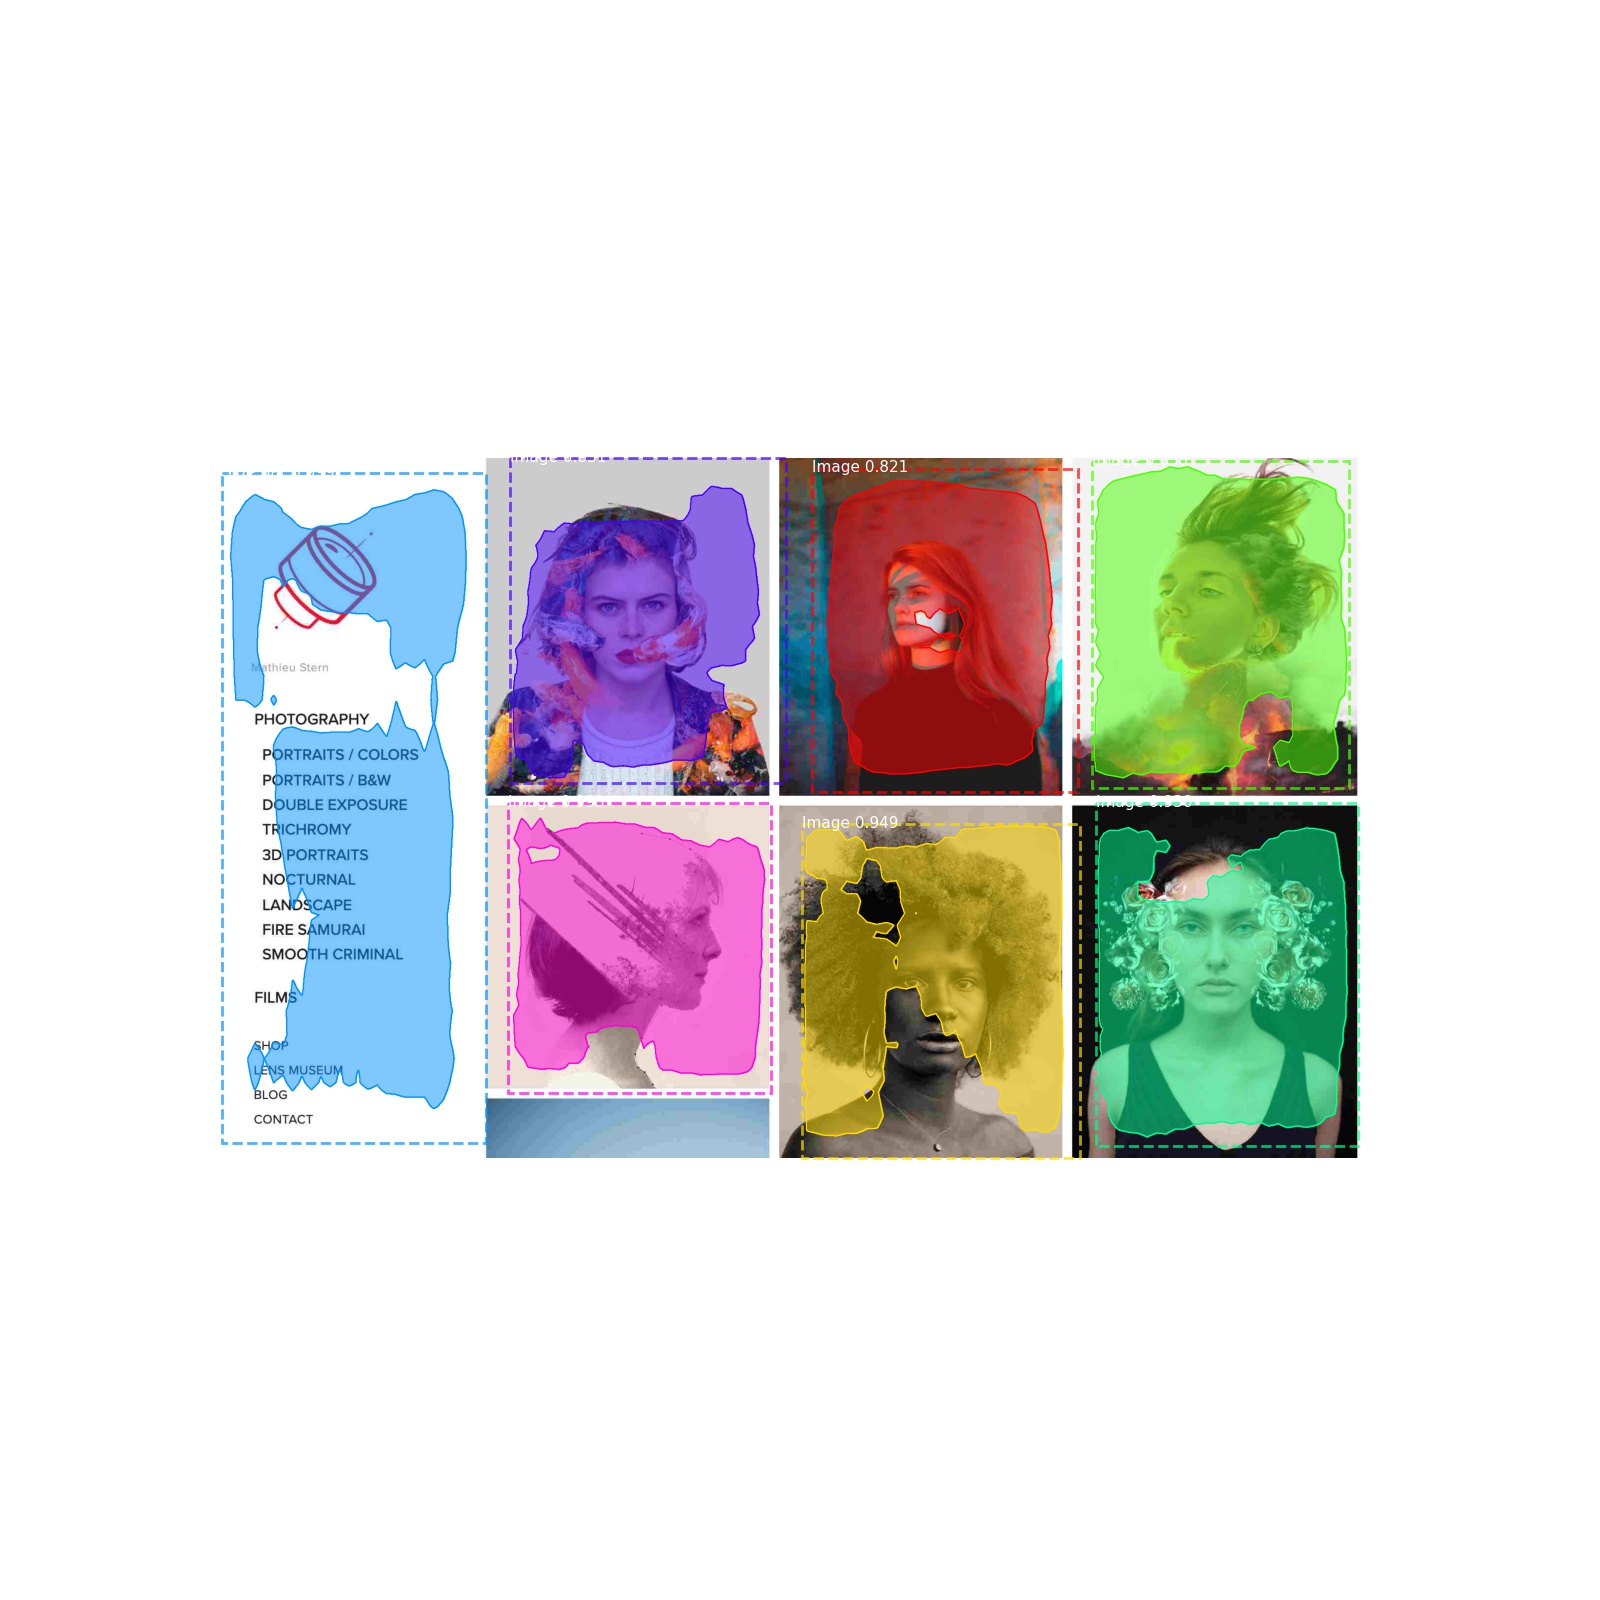 Mathieu Stern
PHOTOGRAPHY
PORTRAITS / COLORS
PORTRAITS / B&W
DOUBLE EXPOSURE
TRICHROMY
3D PORTRAITS
NOCTURNAL
LANDSCAPE
FIRE SAMURAI
SMOOTH CRIMINAL
FILMS
SHOP
LENS MUSEUM
BLOG
CONTACT
Image 0.821
Image 0.949